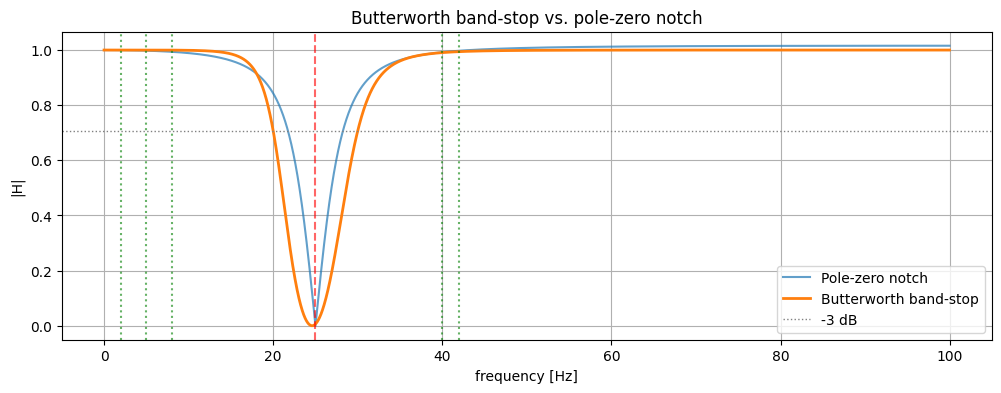 Butterworth band-stop vs. pole-zero notch
|H|
1.0
0.8
0.6
0.4
0.2
0.0
Pole-zero notch
Butterworth band-stop
-3 dB
0 20 40 60 80 100
frequency [Hz]